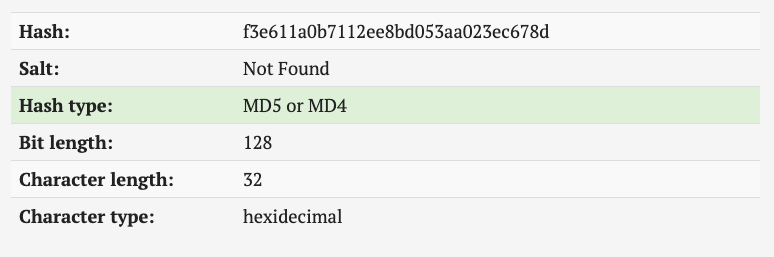 Hash: f3e611a0b7112ee8bd053aa023ec678d
Salt: Not Found
Hash type: MD5 or MD4
Bit length: 128
Character length: 32
Character type: hexidecimal